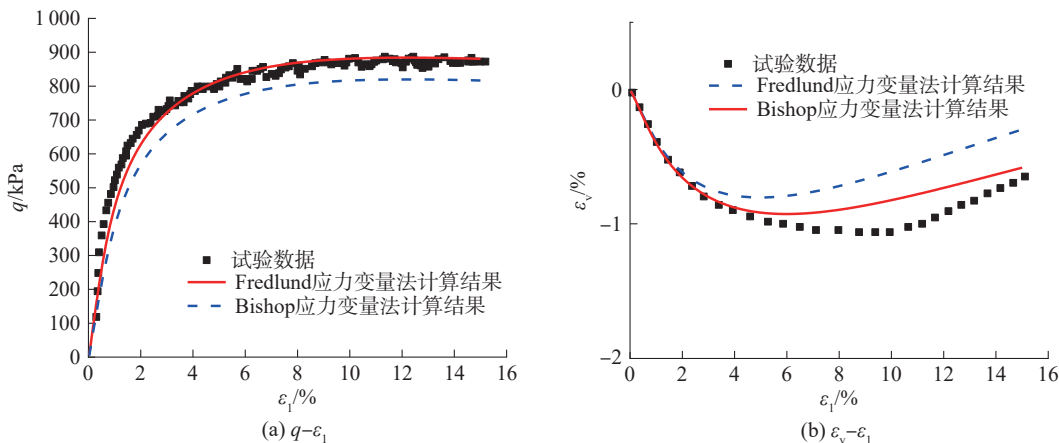 1 000
900
800
700
600
500
400
300
200
100
0
q/kPa
试验数据
Fredlund应力变量法计算结果
Bishop应力变量法计算结果
0 2 4 6 8 10 12 14 16
ε₁/%
(a) q−ε₁
0
−1
−2
εᵥ/%
试验数据
Fredlund应力变量法计算结果
Bishop应力变量法计算结果
0 2 4 6 8 10 12 14 16
ε₁/%
(b) εᵥ−ε₁